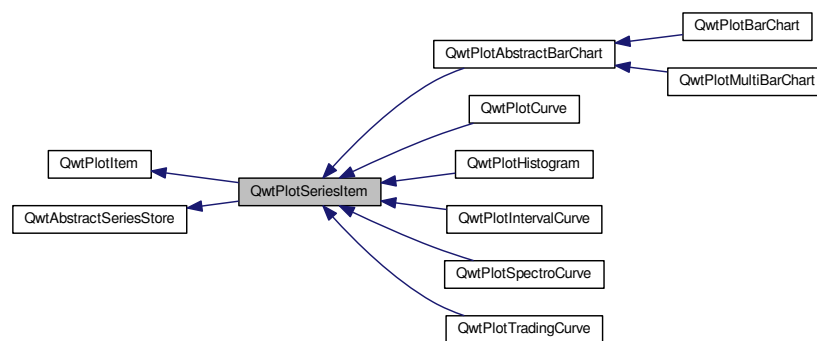 QwtPlotBarChart
QwtPlotAbstractBarChart
QwtPlotMultiBarChart
QwtPlotCurve
QwtPlotItem
QwtPlotHistogram
QwtPlotSeriesItem
QwtAbstractSeriesStore
QwtPlotIntervalCurve
QwtPlotSpectroCurve
QwtPlotTradingCurve